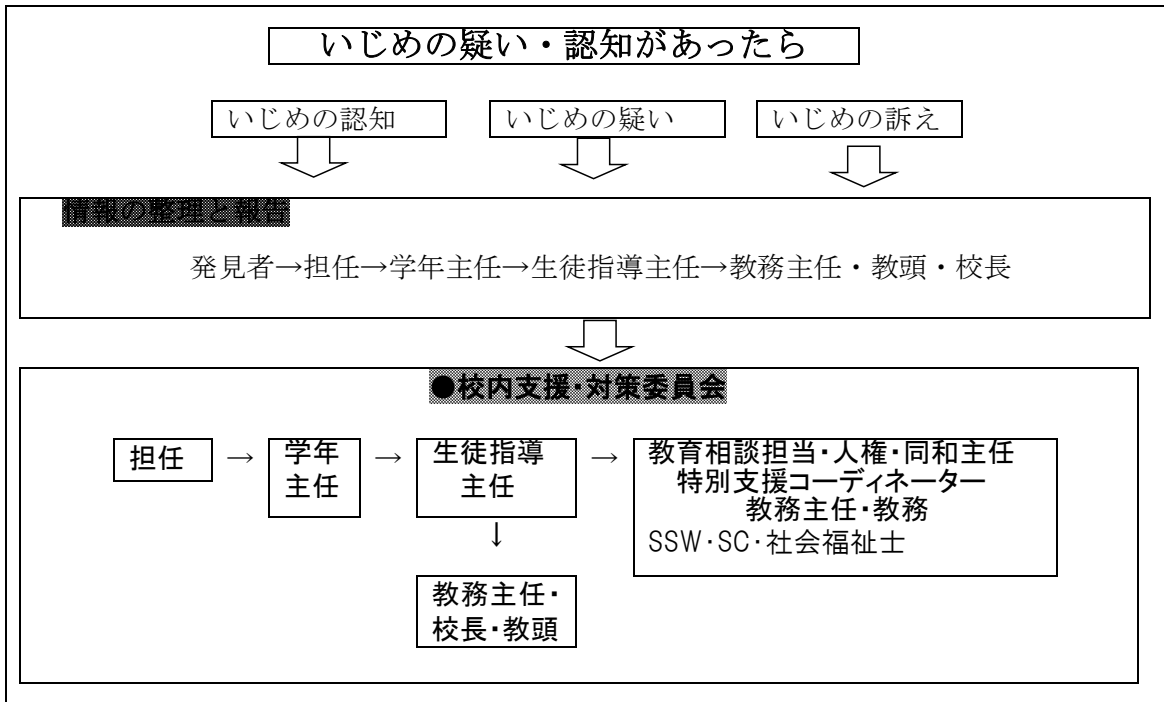 いじめの疑い・認知があったら
いじめの認知
いじめの疑い
いじめの訴え
情報の整理と報告
発見者→担任→学年主任→生徒指導主任→教務主任・教頭・校長
●校内支援・対策委員会
担任
→
学年
主任
→
生徒指導
主任
→
教育相談担当・人権・同和主任
特別支援コーディネーター
教務主任・教務
SSW・SC・社会福祉士
↓
教務主任・
校長・教頭